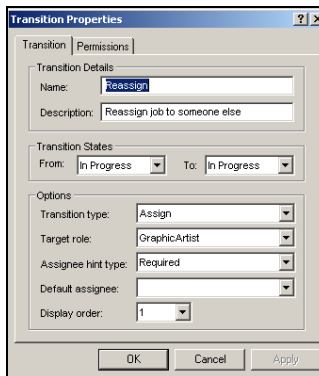 Transition Properties
Transition Permissions
Transition Details
Name: Reassign
Description: Reassign job to someone else
Transition States
From: In Progress To: In Progress
Options
Transition type: Assign
Target role: GraphicArtist
Assignee hint type: Required
Default assignee:
Display order: 1
OK Cancel Apply